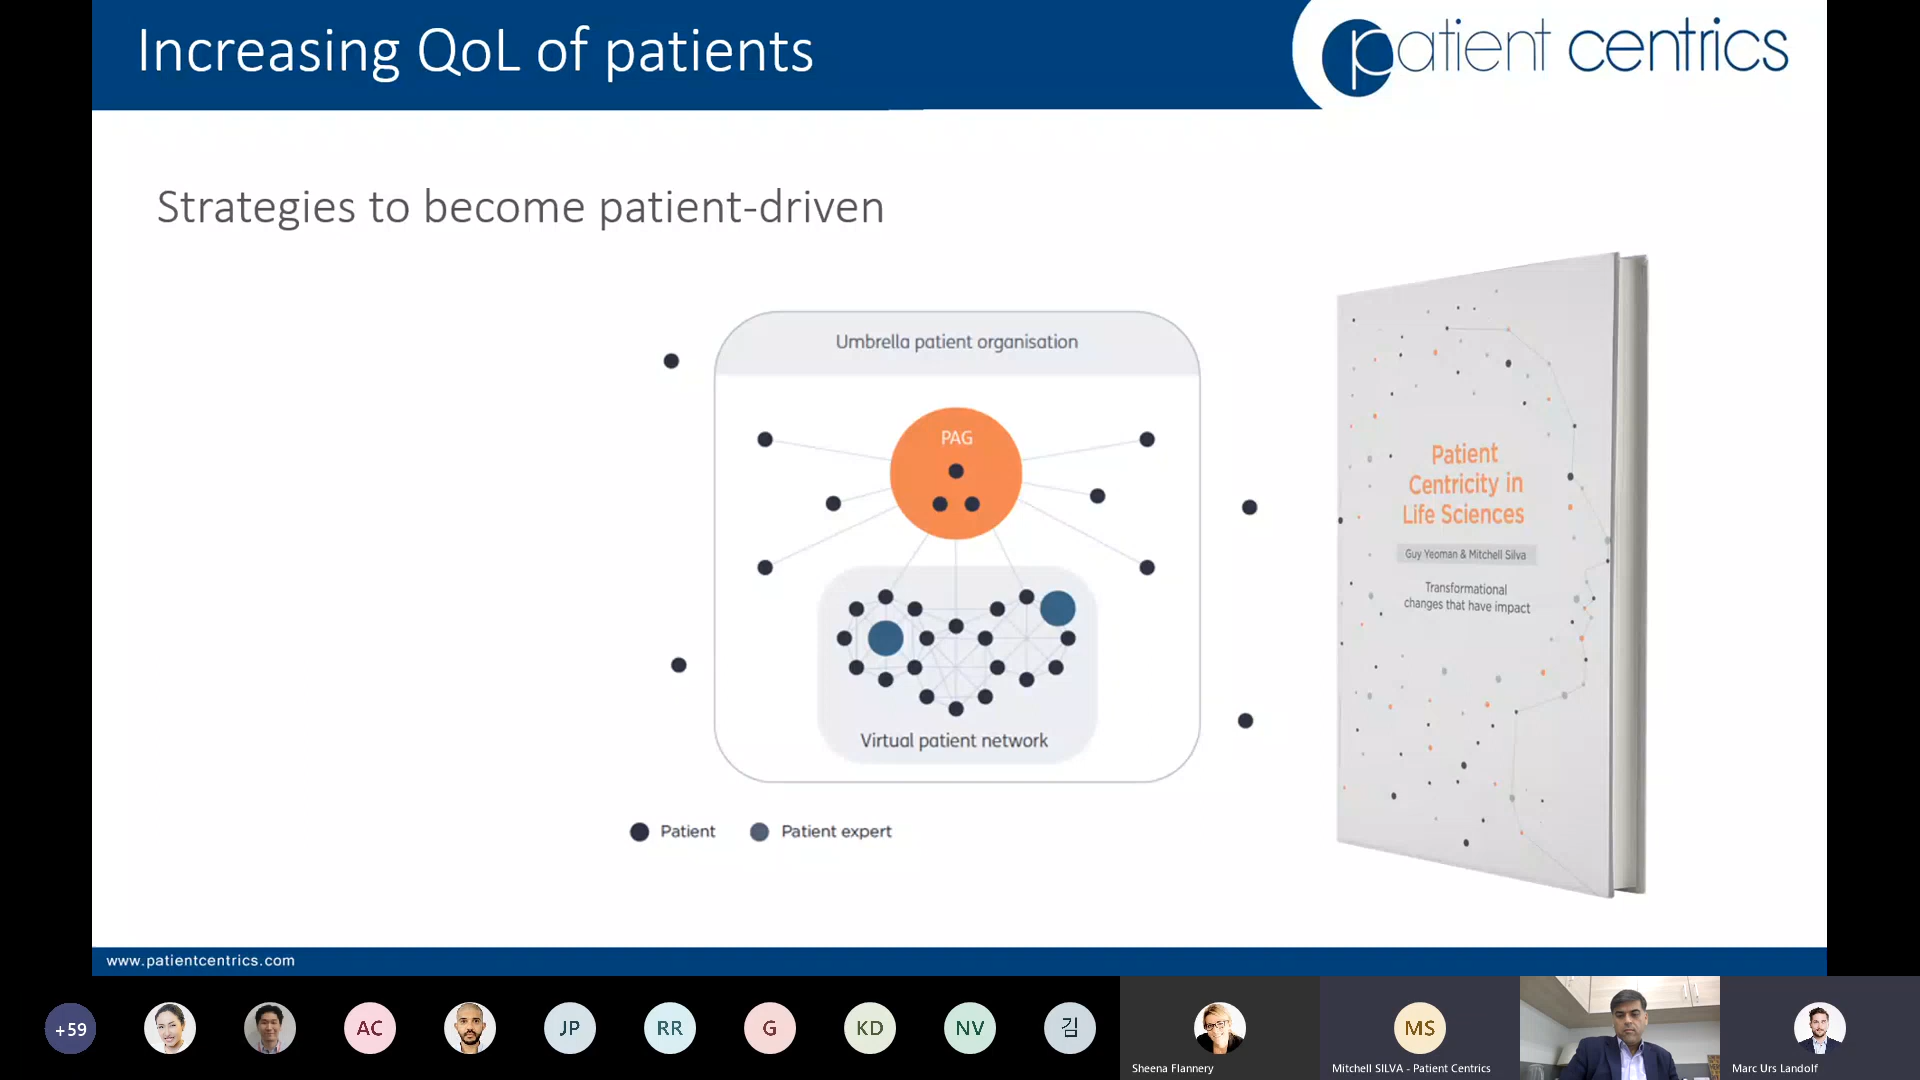 Increasing QoL of patients
patient centrics
Strategies to become patient-driven
Umbrella patient organisation
PAG
Virtual patient network
Patient
Patient expert
Patient
Centricity in
Life Sciences
Guy Yeoman & Mitchell Silva
Transformational
changes that have impact
www.patientcentrics.com
+59
AC
JP
RR
G
KD
NV
김
MS
Sheena Flannery
Mitchell SILVA - Patient Centrics
Marc Urs Landolf